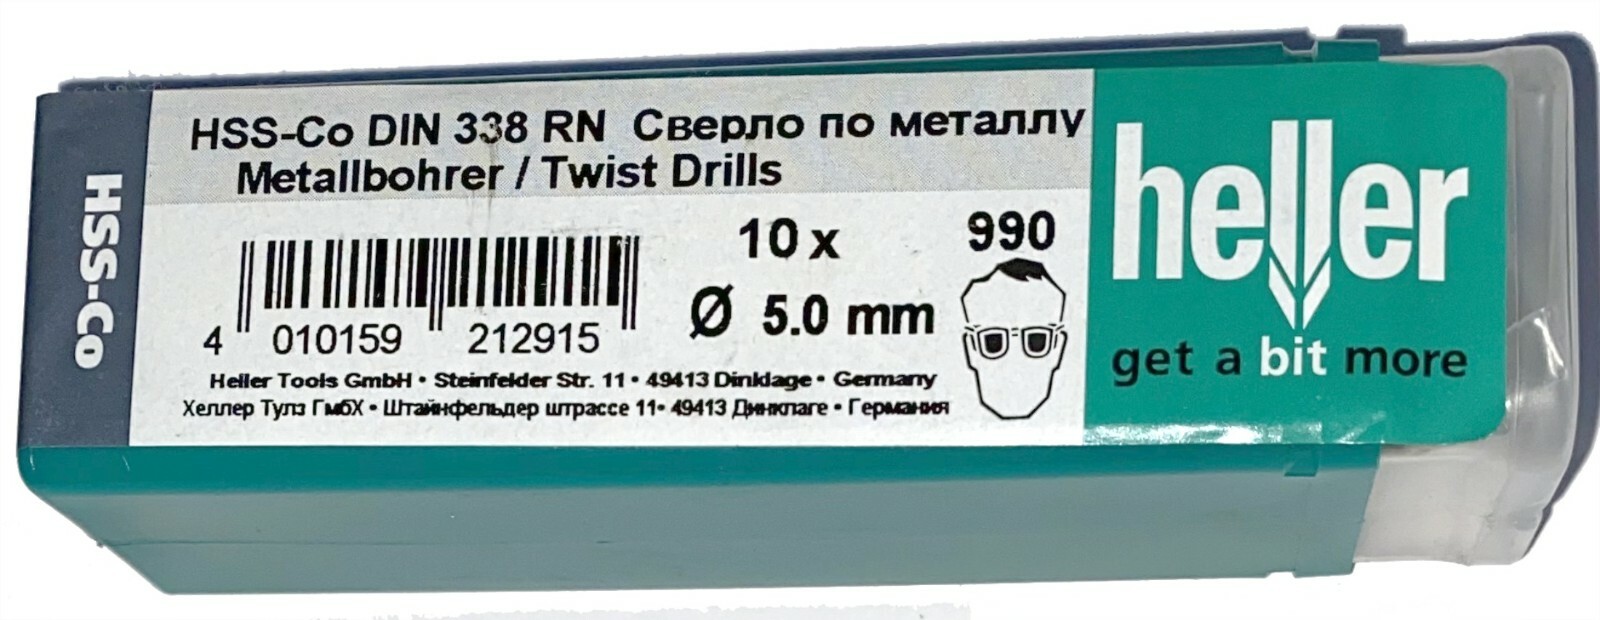 HSS-Co DIN 338 RN Сверло по металлу
Metallbohrer / Twist Drills
HSS-Co
10 x
990
Ø 5.0 mm
4 010159 212915
Heller Tools GmbH • Steinfelder Str. 11 • 49413 Dinklage • Germany
Хеллер Тулз ГмбХ • Штайнфельдер штрассе 11• 49413 Динклаге • Германия
heller
get a bit more